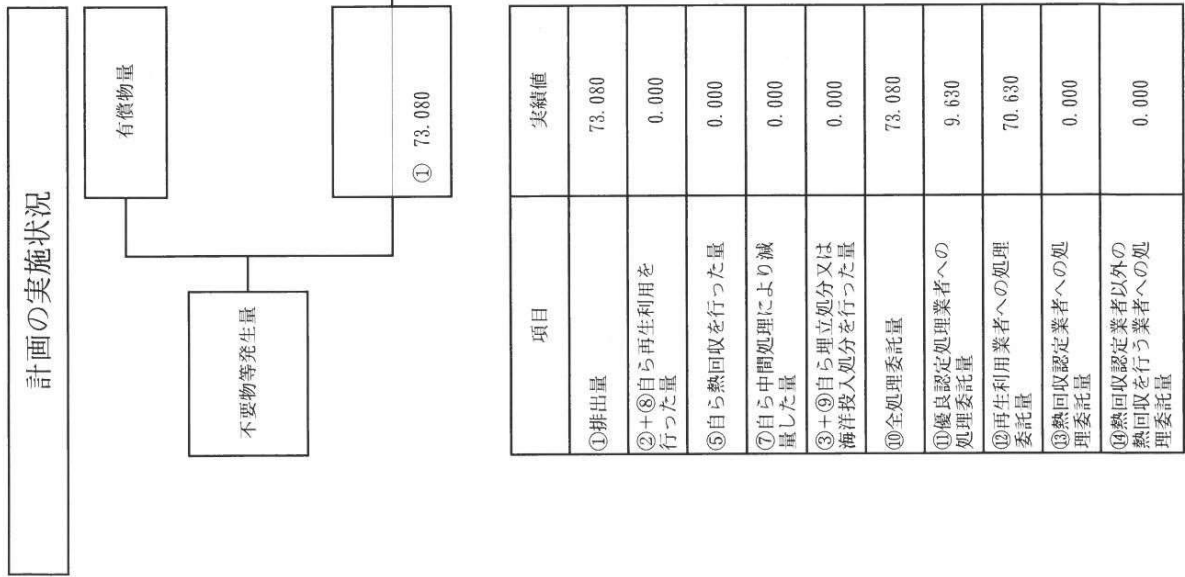 計画の実施状況
不要物等発生量
有償物量
① 73.080
項目
実績値
①排出量
73.080
②+⑧自ら再生利用を
行った量
0.000
⑤自ら熱回収を行った量
0.000
⑦自ら中間処理により減
量した量
0.000
③+⑨自ら埋立処分又は
海洋投入処分を行った量
0.000
⑩全処理委託量
73.080
⑪優良認定処理業者への
処理委託量
9.630
⑫再生利用業者への処理
委託量
70.630
⑬熱回収認定業者への処
理委託量
0.000
⑭熱回収認定業者以外の
熱回収を行う業者への処
理委託量
0.000